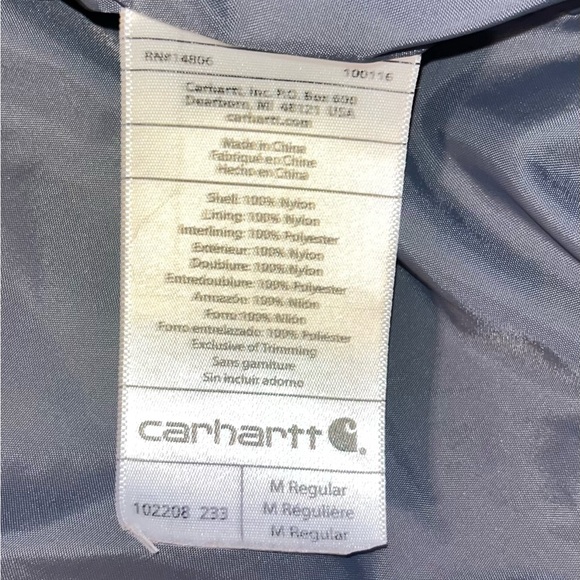 RN#14806
100116
Carhartt, Inc. P.O. Box 600
Dearborn, MI 48121 USA
carhartt.com
Made in China
Fabriqué en Chine
Hecho en China
Shell: 100% Nylon
Lining: 100% Nylon
Interlining: 100% Polyester
Extérieur: 100% Nylon
Doublure: 100% Nylon
Entredoublure: 100% Polyester
Armazón: 100% Nilón
Forro: 100% Nilón
Forro entrelazado: 100% Poliéster
Exclusive of Trimming
Sans garniture
Sin incluir adorno
carhartt
102208 233
M Regular
M Régulière
M Regular